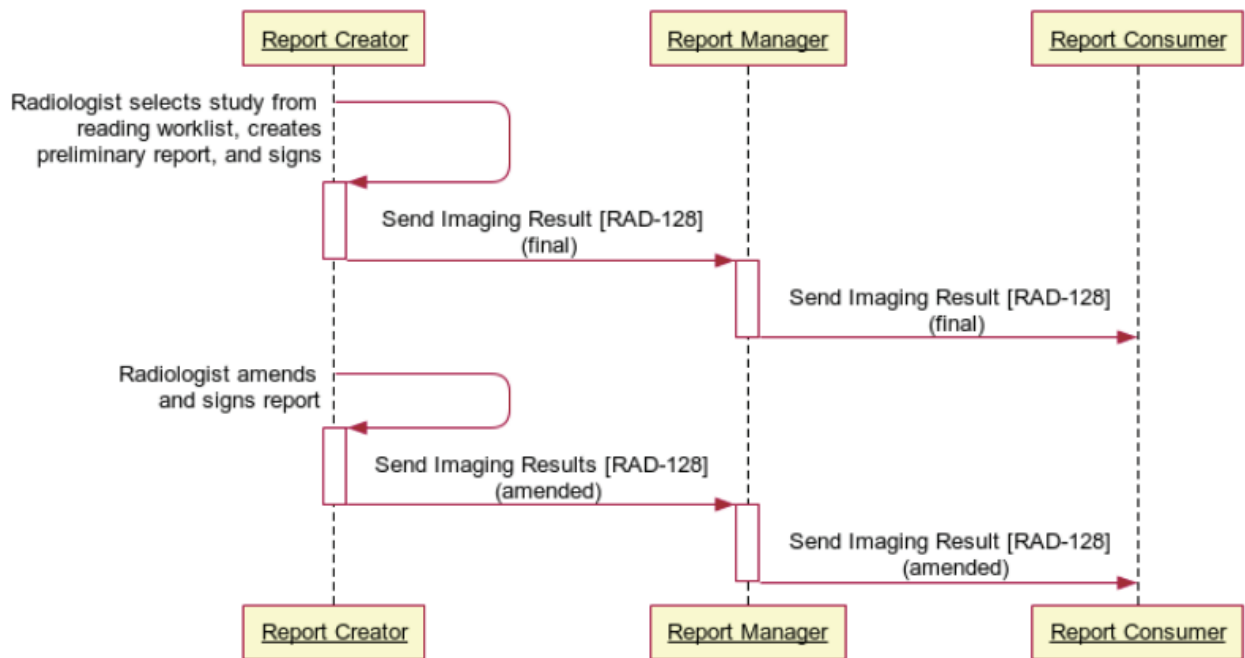 Report Creator
Report Manager
Report Consumer
Radiologist selects study from
reading worklist, creates
preliminary report, and signs
Send Imaging Result [RAD-128]
(final)
Send Imaging Result [RAD-128]
(final)
Radiologist amends
and signs report
Send Imaging Results [RAD-128]
(amended)
Send Imaging Result [RAD-128]
(amended)
Report Creator
Report Manager
Report Consumer